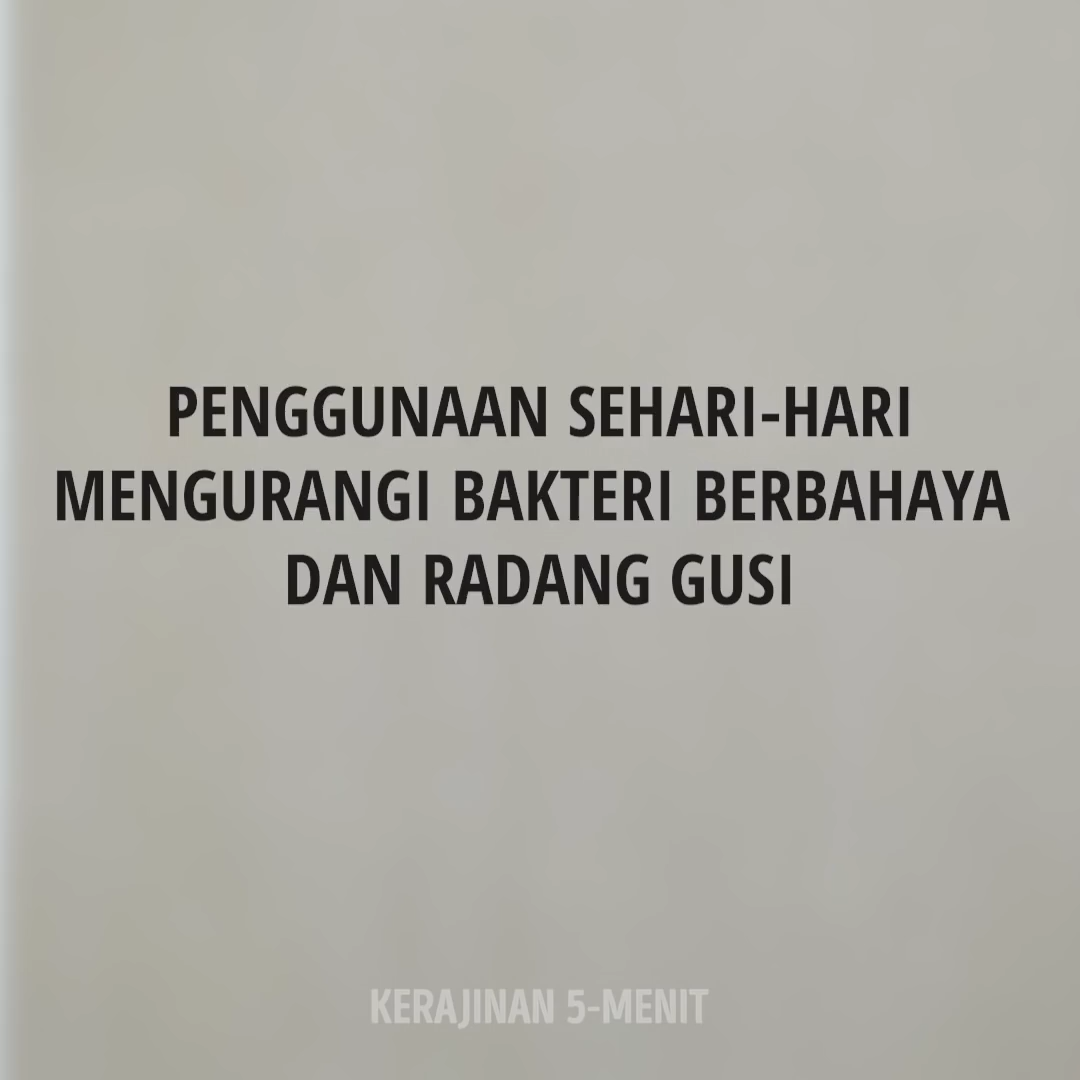 PENGGUNAAN SEHARI-HARI
MENGURANGI BAKTERI BERBAHAYA
DAN RADANG GUSI
KERAJINAN 5-MENIT